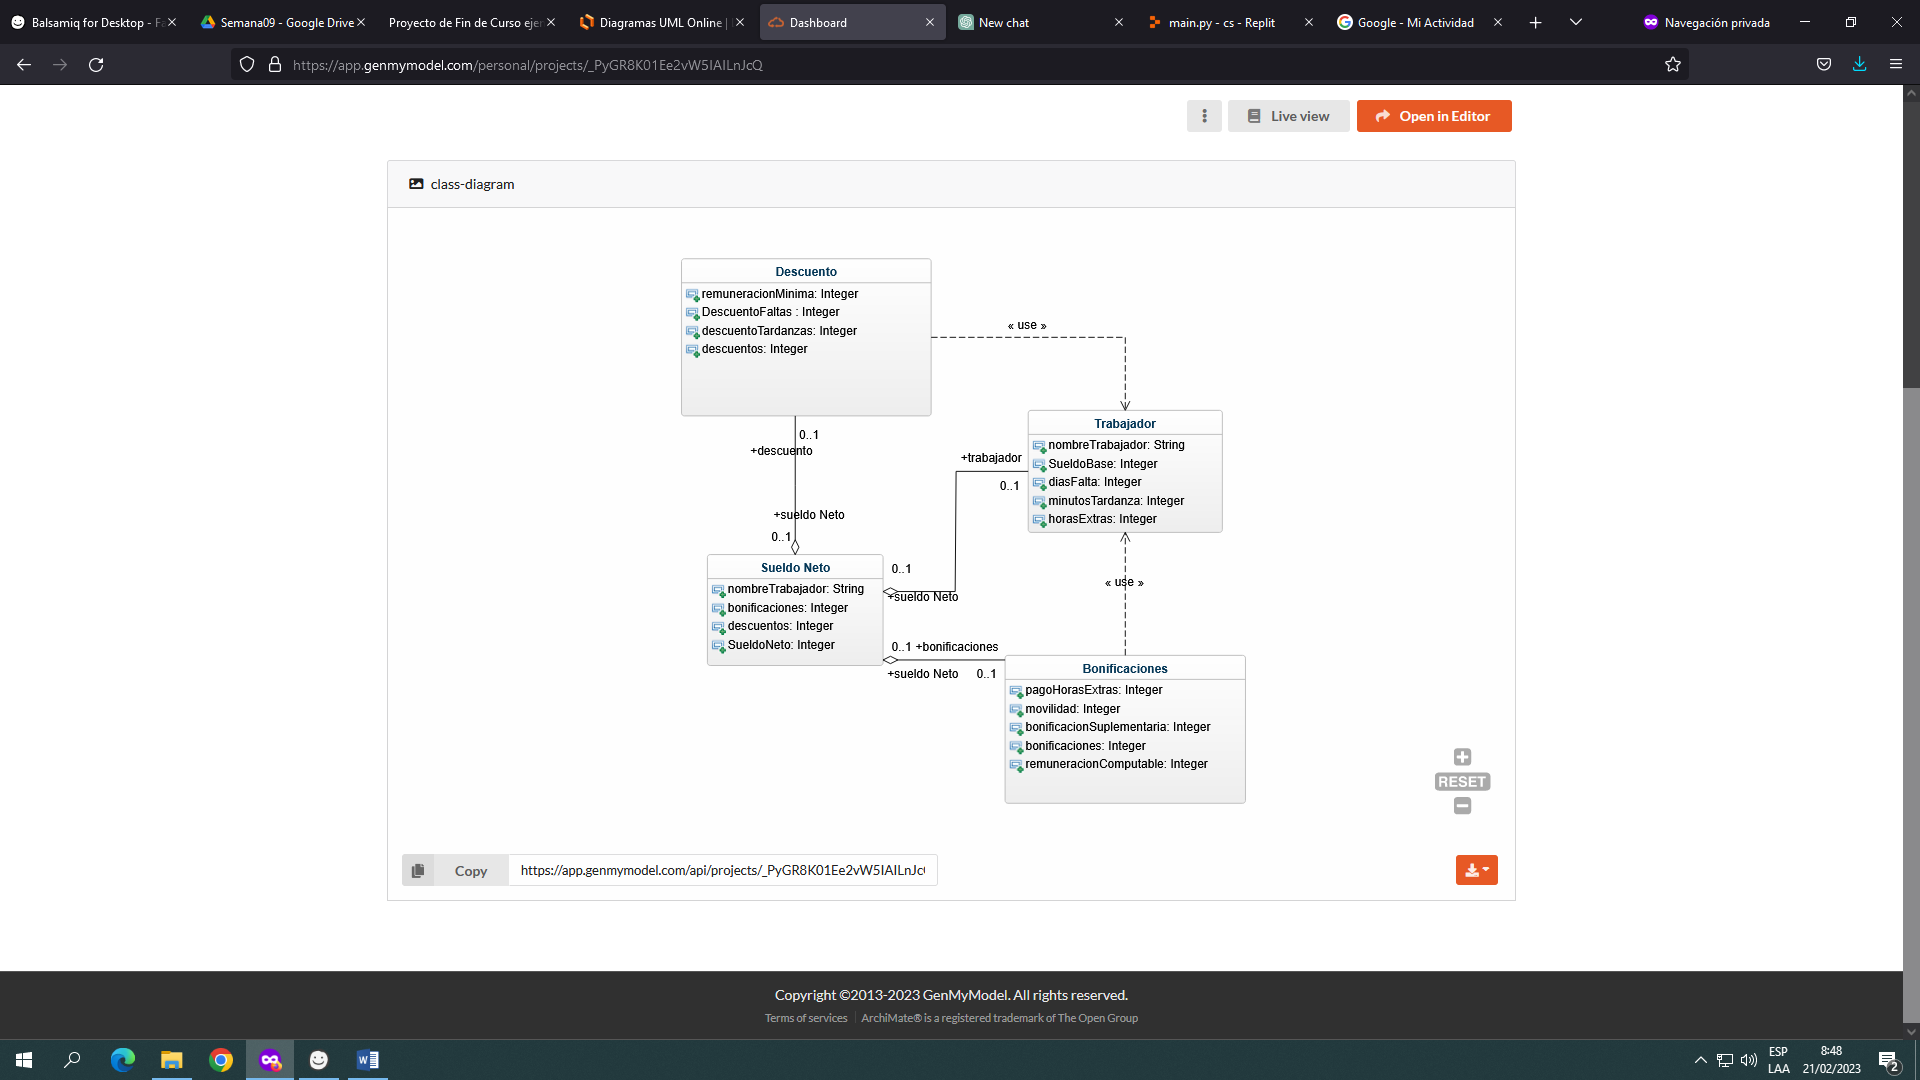 Balsamiq for Desktop - Fa
Semana09 - Google Drive
Proyecto de Fin de Curso ejer
Diagramas UML Online |
Dashboard
New chat
main.py - cs - Replit
Google - Mi Actividad
Navegación privada
https://app.genmymodel.com/personal/projects/_PyGR8K01Ee2vW5IAILnJcQ
Live view
Open in Editor
class-diagram
Descuento
remuneracionMinima: Integer
DescuentoFaltas : Integer
descuentoTardanzas: Integer
descuentos: Integer
« use »
0..1
+descuento
+sueldo Neto
0..1
Trabajador
nombreTrabajador: String
SueldoBase: Integer
diasFalta: Integer
minutosTardanza: Integer
horasExtras: Integer
+trabajador
0..1
Sueldo Neto
nombreTrabajador: String
bonificaciones: Integer
descuentos: Integer
SueldoNeto: Integer
0..1
+sueldo Neto
« use »
0..1 +bonificaciones
+sueldo Neto 0..1
Bonificaciones
pagoHorasExtras: Integer
movilidad: Integer
bonificacionSuplementaria: Integer
bonificaciones: Integer
remuneracionComputable: Integer
RESET
Copy
https://app.genmymodel.com/api/projects/_PyGR8K01Ee2vW5IAILnJc
Copyright ©2013-2023 GenMyModel. All rights reserved.
Terms of services
ArchiMate® is a registered trademark of The Open Group
ESP
LAA
8:48
21/02/2023
2